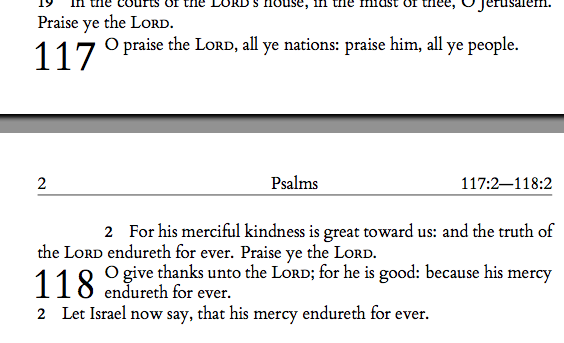 19 In the courts of the LORD's house, in the midst of thee, O Jerusalem.
Praise ye the LORD.
117 O praise the LORD, all ye nations: praise him, all ye people.
2 Psalms 117:2—118:2
2 For his merciful kindness is great toward us: and the truth of
the LORD endureth for ever. Praise ye the LORD.
118 O give thanks unto the LORD; for he is good: because his mercy
endureth for ever.
2 Let Israel now say, that his mercy endureth for ever.